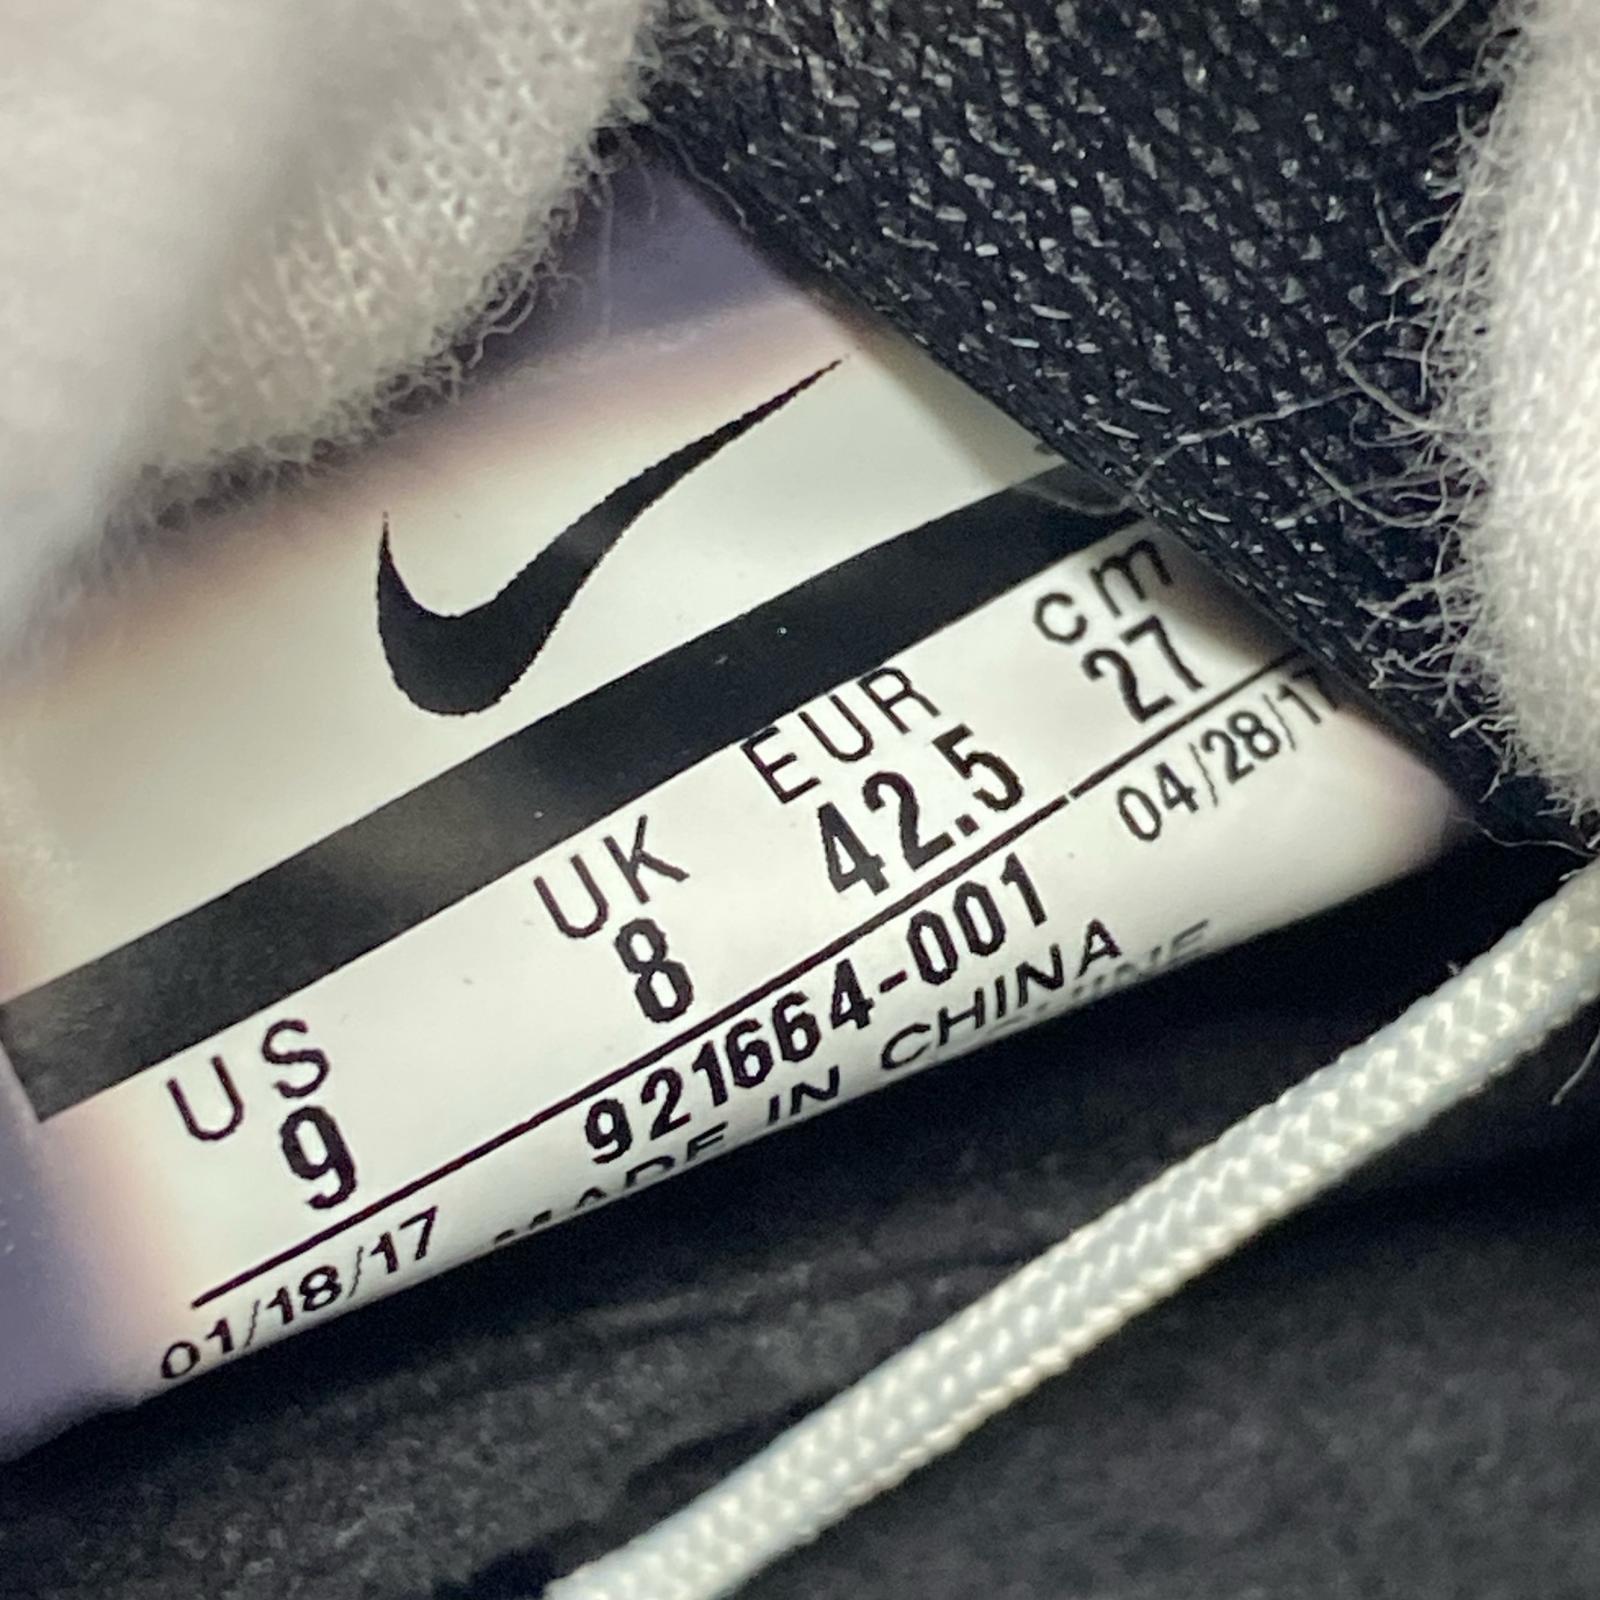 US UK EUR cm
9 8 42.5 27
01/18/17 921664-001 04/28/17
MADE IN CHINA